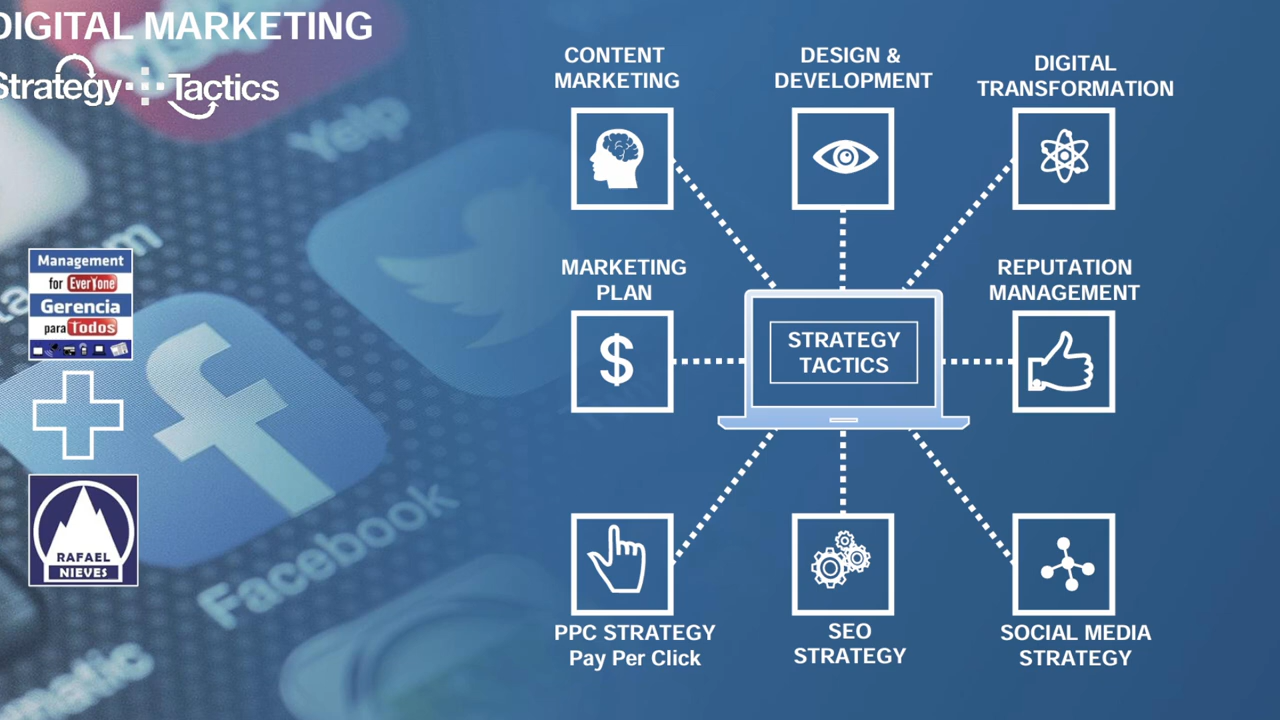 DIGITAL MARKETING
Strategy Tactics
Yelp
Management
for EverYone
Gerencia
para Todos
RAFAEL
NIEVES
Facebook
CONTENT
MARKETING
DESIGN &
DEVELOPMENT
DIGITAL
TRANSFORMATION
MARKETING
PLAN
$
REPUTATION
MANAGEMENT
STRATEGY
TACTICS
PPC STRATEGY
Pay Per Click
SEO
STRATEGY
SOCIAL MEDIA
STRATEGY